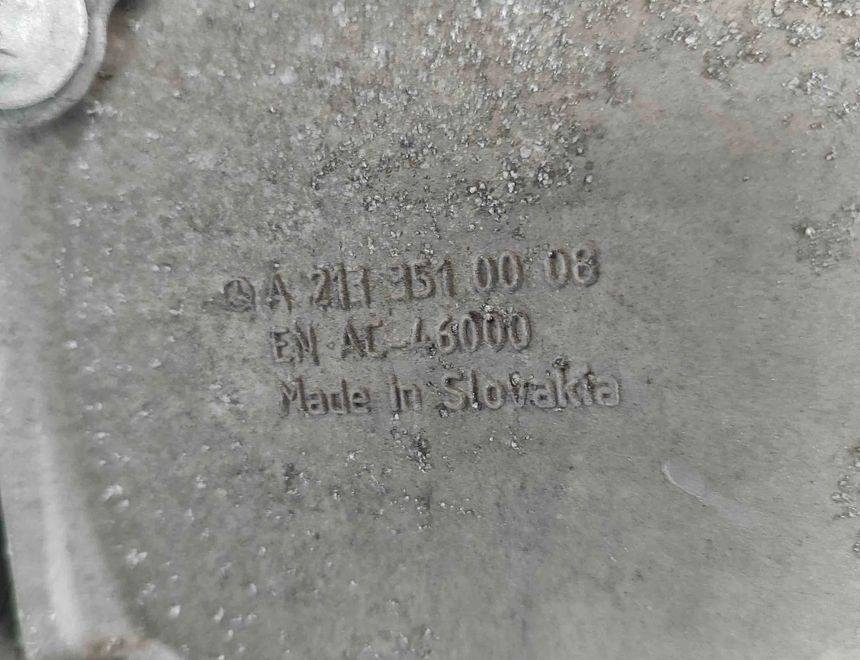 A 211 351 00 08
EN AC-46000
Made in Slovakia